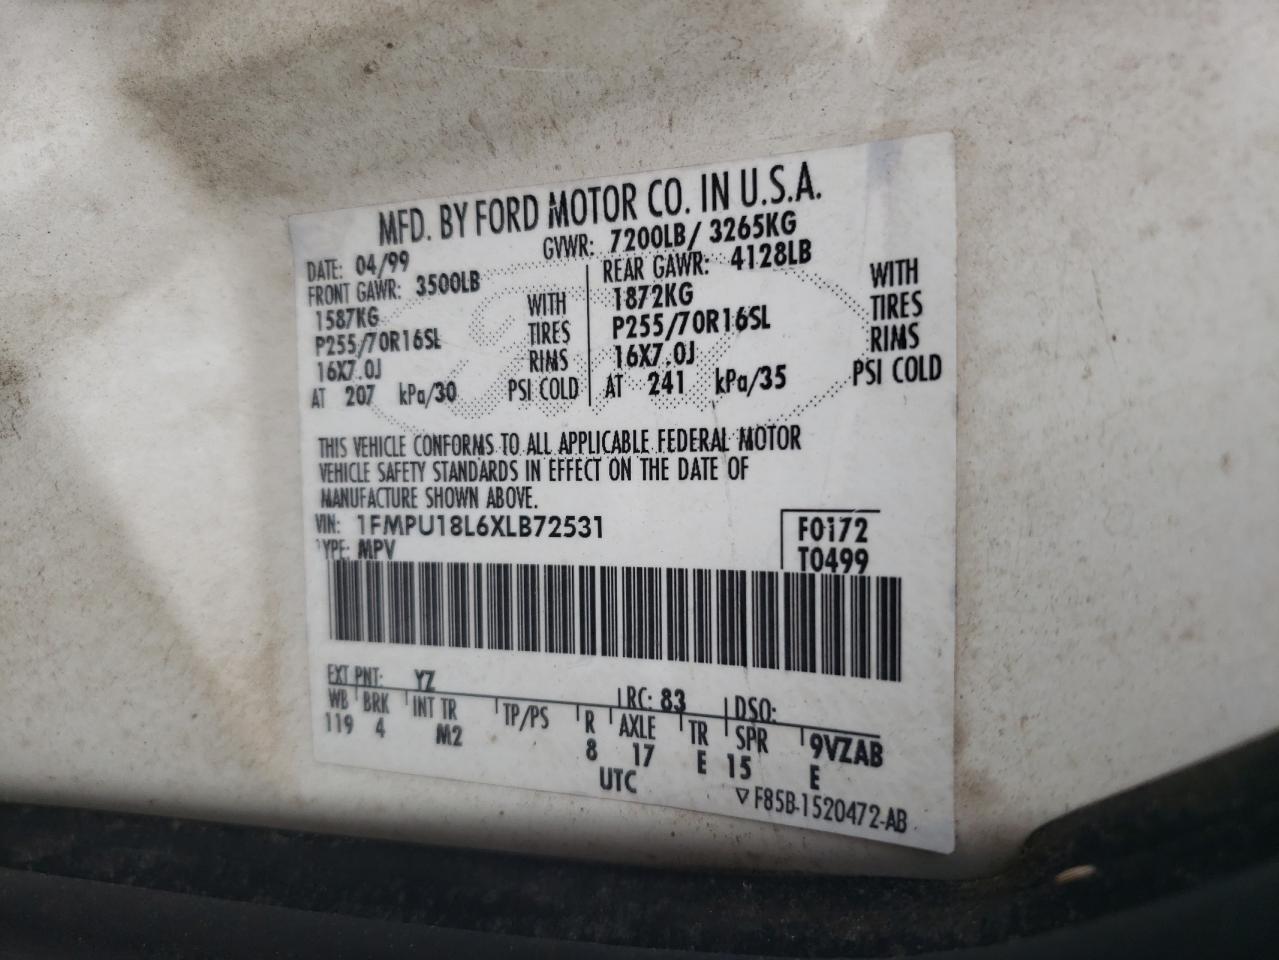 MFD. BY FORD MOTOR CO. IN U.S.A.
DATE: 04/99 GVWR: 7200LB/ 3265KG
FRONT GAWR: 3500LB REAR GAWR: 4128LB
1587KG WITH 1872KG WITH
P255/70R16SL TIRES P255/70R16SL TIRES
16X7.0J RIMS 16X7.0J RIMS
AT 207 kPa/30 PSI COLD AT 241 kPa/35 PSI COLD
THIS VEHICLE CONFORMS TO ALL APPLICABLE FEDERAL MOTOR
VEHICLE SAFETY STANDARDS IN EFFECT ON THE DATE OF
MANUFACTURE SHOWN ABOVE.
VIN: 1FMPU18L6XLB72531 F0172
TYPE: MPV T0499
EXT PNT: YZ RC: 83 DSO:
WB BRK INT TR TP/PS R AXLE TR SPR 9VZAB
119 4 M2 8 17 E 15 E
UTC
▽ F85B-1520472-AB